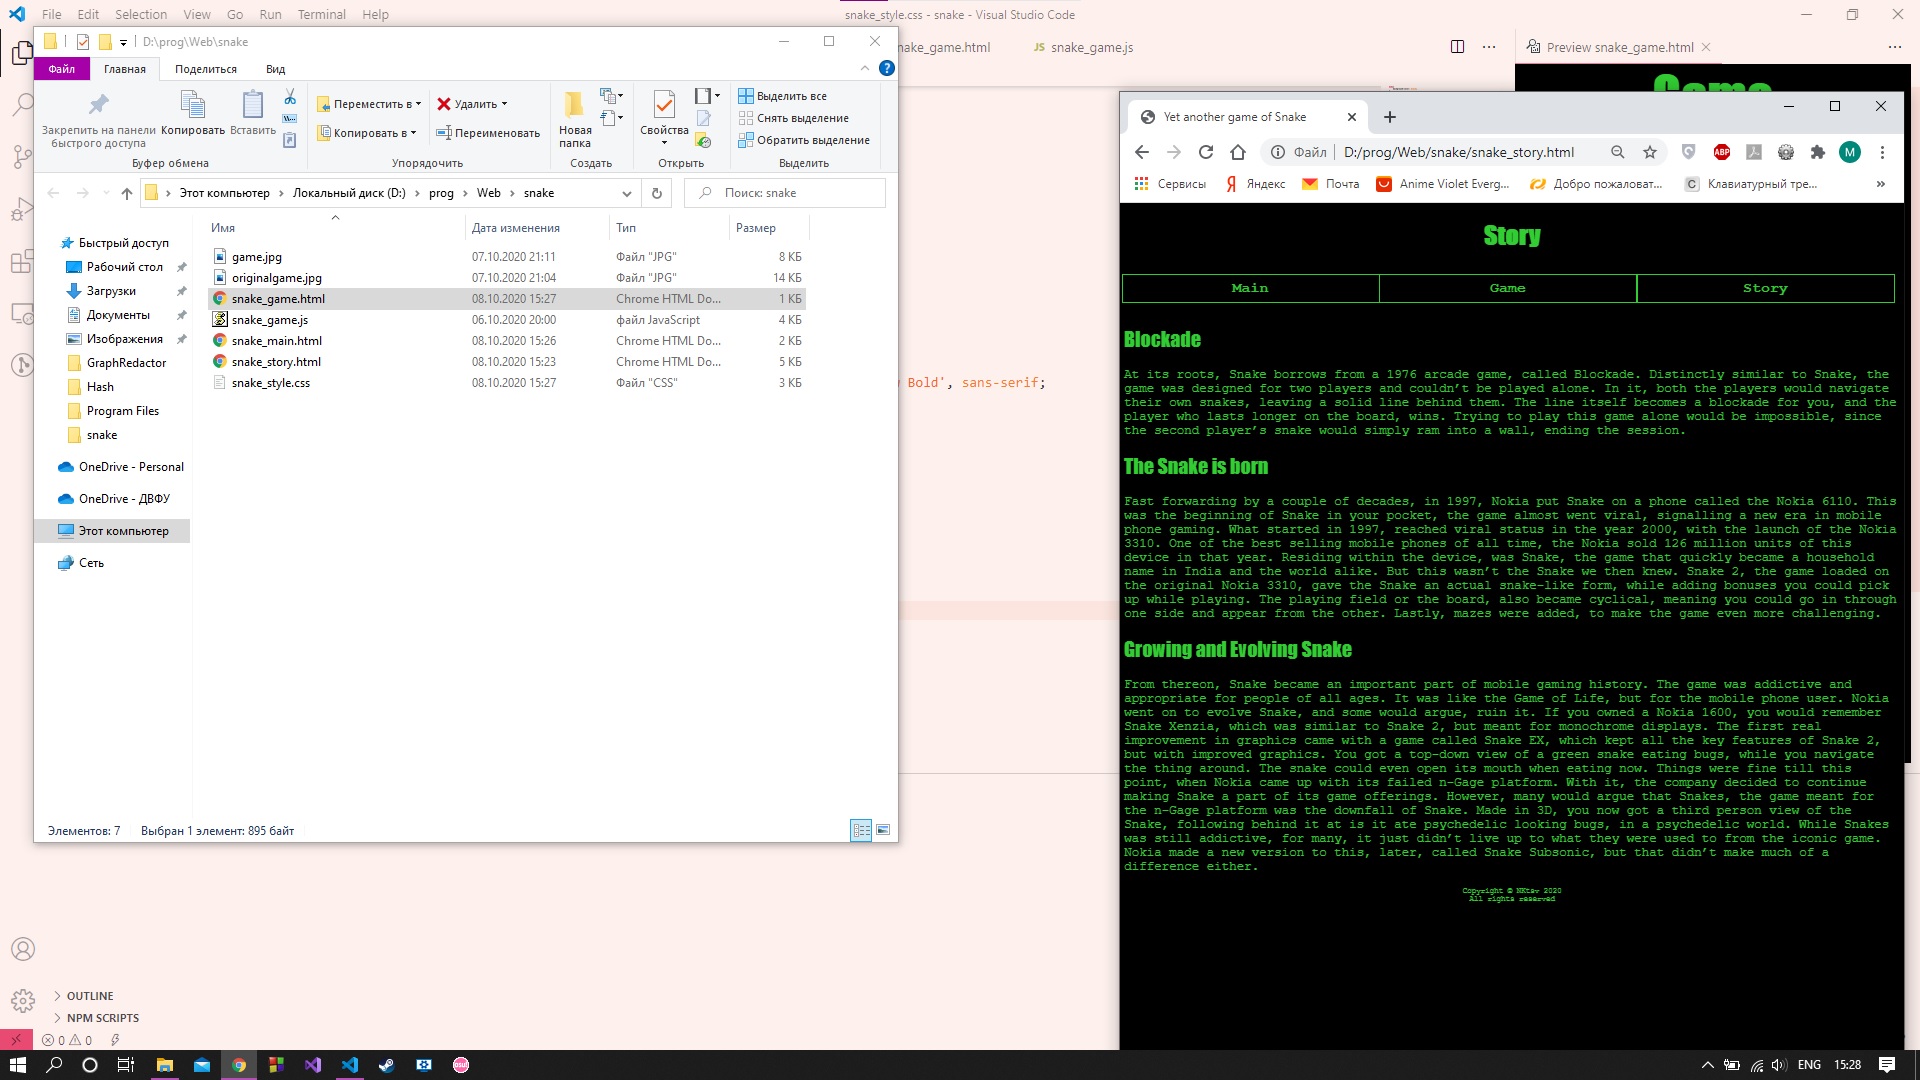 File Edit Selection View Go Run Terminal Help
snake_style.css - snake - Visual Studio Code
D:\prog\Web\snake
nake_game.html
JS snake_game.js
Preview snake_game.html
Файл Главная Поделиться Вид
Закрепить на панели быстрого доступа
Копировать
Вставить
Переместить в
Копировать в
Удалить
Переименовать
Новая папка
Свойства
Выделить все
Снять выделение
Обратить выделение
Буфер обмена
Упорядочить
Создать
Открыть
Выделить
Этот компьютер > Локальный диск (D:) > prog > Web > snake
Поиск: snake
Имя Дата изменения Тип Размер
game.jpg 07.10.2020 21:11 Файл "JPG" 8 КБ
originalgame.jpg 07.10.2020 21:04 Файл "JPG" 14 КБ
snake_game.html 08.10.2020 15:27 Chrome HTML Do... 1 КБ
snake_game.js 06.10.2020 20:00 файл JavaScript 4 КБ
snake_main.html 08.10.2020 15:26 Chrome HTML Do... 2 КБ
snake_story.html 08.10.2020 15:23 Chrome HTML Do... 5 КБ
snake_style.css 08.10.2020 15:27 Файл "CSS" 3 КБ
Быстрый доступ
Рабочий стол
Загрузки
Документы
Изображения
GraphRedactor
Hash
Program Files
snake
OneDrive - Personal
OneDrive - ДВФУ
Этот компьютер
Сеть
Элементов: 7 Выбран 1 элемент: 895 байт
Bold', sans-serif;
Game
Yet another game of Snake
Файл | D:/prog/Web/snake/snake_story.html
ABP
M
Сервисы Яндекс Почта Anime Violet Everg... Добро пожаловат... Клавиатурный тре... »
Story
Main Game Story
Blockade
At its roots, Snake borrows from a 1976 arcade game, called Blockade. Distinctly similar to Snake, the
game was designed for two players and couldn’t be played alone. In it, both the players would navigate
their own snakes, leaving a solid line behind them. The line itself becomes a blockade for you, and the
player who lasts longer on the board, wins. Trying to play this game alone would be impossible, since
the second player’s snake would simply ram into a wall, ending the session.
The Snake is born
Fast forwarding by a couple of decades, in 1997, Nokia put Snake on a phone called the Nokia 6110. This
was the beginning of Snake in your pocket, the game almost went viral, signalling a new era in mobile
phone gaming. What started in 1997, reached viral status in the year 2000, with the launch of the Nokia
3310. One of the best selling mobile phones of all time, the Nokia sold 126 million units of this
device in that year. Residing within the device, was Snake, the game that quickly became a household
name in India and the world alike. But this wasn’t the Snake we then knew. Snake 2, the game loaded on
the original Nokia 3310, gave the Snake an actual snake-like form, while adding bonuses you could pick
up while playing. The playing field or the board, also became cyclical, meaning you could go in through
one side and appear from the other. Lastly, mazes were added, to make the game even more challenging.
Growing and Evolving Snake
From thereon, Snake became an important part of mobile gaming history. The game was addictive and
appropriate for people of all ages. It was like the Game of Life, but for the mobile phone user. Nokia
went on to evolve Snake, and some would argue, ruin it. If you owned a Nokia 1600, you would remember
Snake Xenzia, which was similar to Snake 2, but meant for monochrome displays. The first real
improvement in graphics came with a game called Snake EX, which kept all the key features of Snake 2,
but with improved graphics. You got a top-down view of a green snake eating bugs, while you navigate
the thing around. The snake could even open its mouth when eating now. Things were fine till this
point, when Nokia came up with its failed n-Gage platform. With it, the company decided to continue
making Snake a part of its game offerings. However, many would argue that Snakes, the game meant for
the n-Gage platform was the downfall of Snake. Made in 3D, you now got a third person view of the
Snake, following behind it at is it ate psychedelic looking bugs, in a psychedelic world. While Snakes
was still addictive, for many, it just didn’t live up to what they were used to from the iconic game.
Nokia made a new version to this, later, called Snake Subsonic, but that didn’t make much of a
difference either.
Copyright © NKtev 2020
All rights reserved
OUTLINE
NPM SCRIPTS
0 0
ENG 15:28